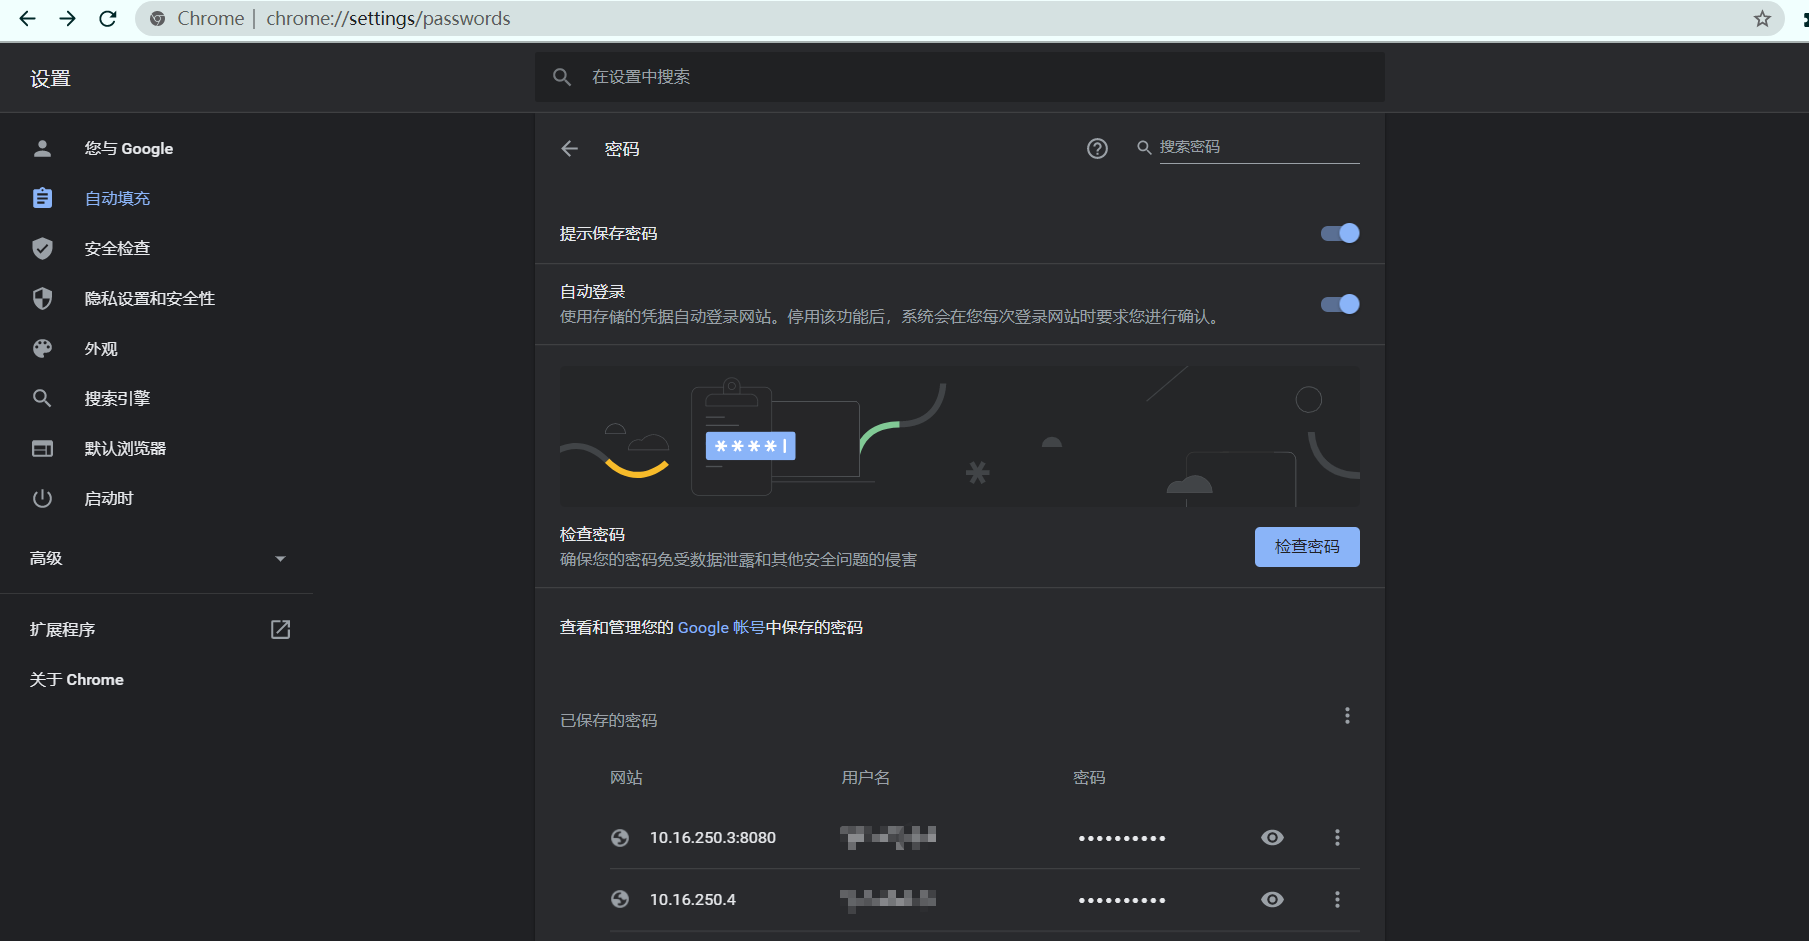 Chrome | chrome://settings/passwords
设置
在设置中搜索
您与 Google
自动填充
安全检查
隐私设置和安全性
外观
搜索引擎
默认浏览器
启动时
高级
扩展程序
关于 Chrome
密码
搜索密码
提示保存密码
自动登录
使用存储的凭据自动登录网站。停用该功能后，系统会在您每次登录网站时要求您进行确认。
****|
检查密码
确保您的密码免受数据泄露和其他安全问题的侵害
检查密码
查看和管理您的 Google 帐号中保存的密码
已保存的密码
网站 用户名 密码
10.16.250.3:8080 ••••••••••
10.16.250.4 ••••••••••